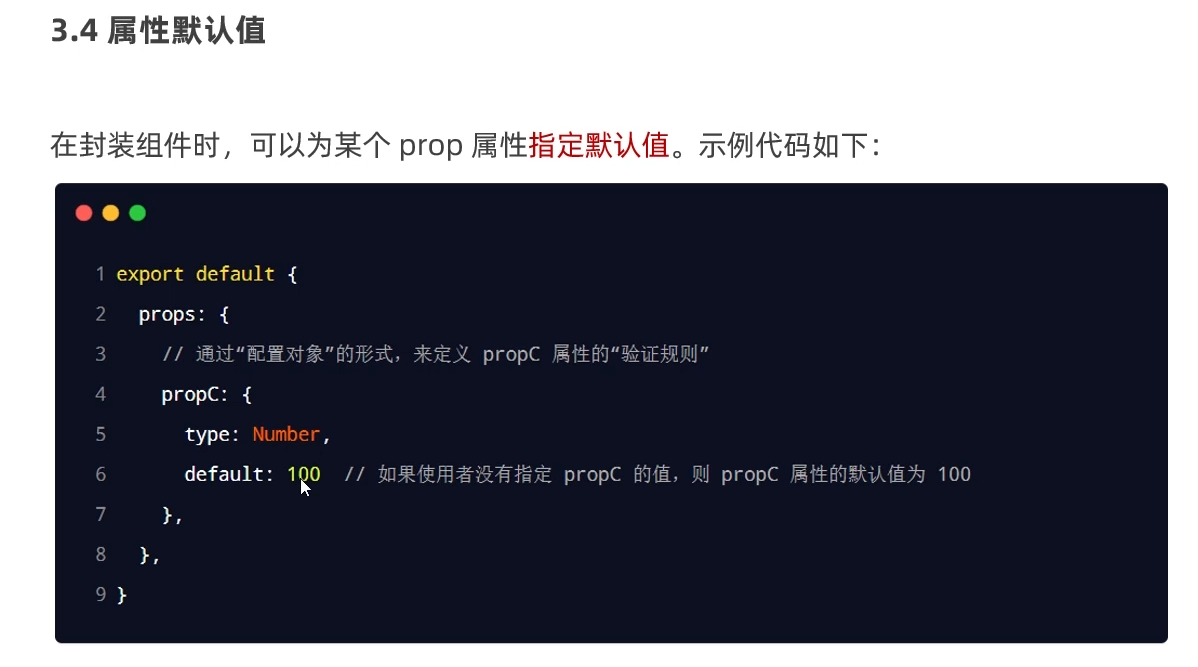 3.4 属性默认值
在封装组件时，可以为某个 prop 属性指定默认值。示例代码如下：
1 export default {
2 props: {
3 // 通过“配置对象”的形式，来定义 propC 属性的“验证规则”
4 propC: {
5 type: Number,
6 default: 100 // 如果使用者没有指定 propC 的值，则 propC 属性的默认值为 100
7 },
8 },
9 }